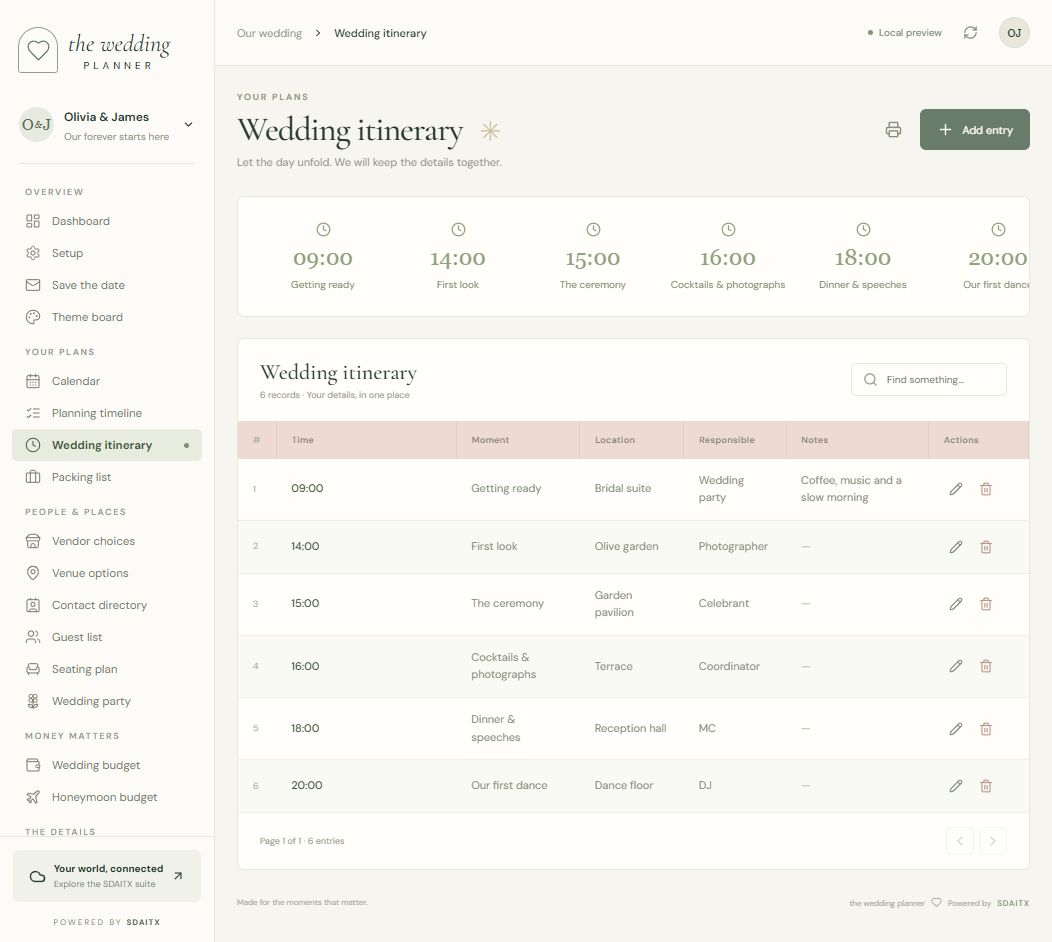 the wedding
PLANNER
O&J
Olivia & James
Our forever starts here
OVERVIEW
Dashboard
Setup
Save the date
Theme board
YOUR PLANS
Calendar
Planning timeline
Wedding itinerary
Packing list
PEOPLE & PLACES
Vendor choices
Venue options
Contact directory
Guest list
Seating plan
Wedding party
MONEY MATTERS
Wedding budget
Honeymoon budget
THE DETAILS
Your world, connected
Explore the SDAITX suite
POWERED BY SDAITX
Our wedding > Wedding itinerary
Local preview
OJ
YOUR PLANS
Wedding itinerary
Let the day unfold. We will keep the details together.
Add entry
09:00 14:00 15:00 16:00 18:00 20:00
Getting ready First look The ceremony Cocktails & photographs Dinner & speeches Our first dance
Wedding itinerary
6 records · Your details, in one place
Find something...
# Time Moment Location Responsible Notes Actions
1 09:00 Getting ready Bridal suite Wedding party Coffee, music and a slow morning
2 14:00 First look Olive garden Photographer —
3 15:00 The ceremony Garden pavilion Celebrant —
4 16:00 Cocktails & photographs Terrace Coordinator —
5 18:00 Dinner & speeches Reception hall MC —
6 20:00 Our first dance Dance floor DJ —
Page 1 of 1 · 6 entries
Made for the moments that matter.
the wedding planner Powered by SDAITX